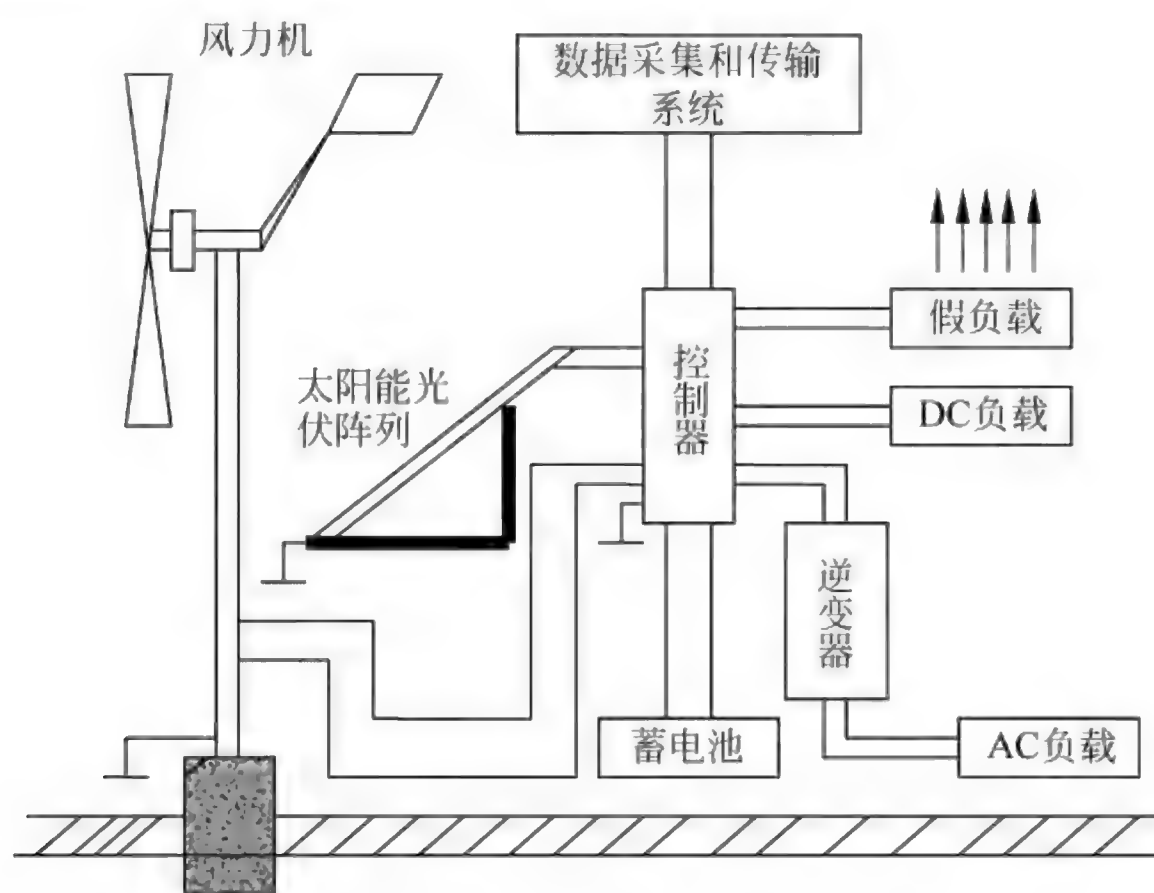 风力机
数据采集和传输
系统
假负载
控制器
太阳能光
伏阵列
DC负载
逆变器
蓄电池
AC负载